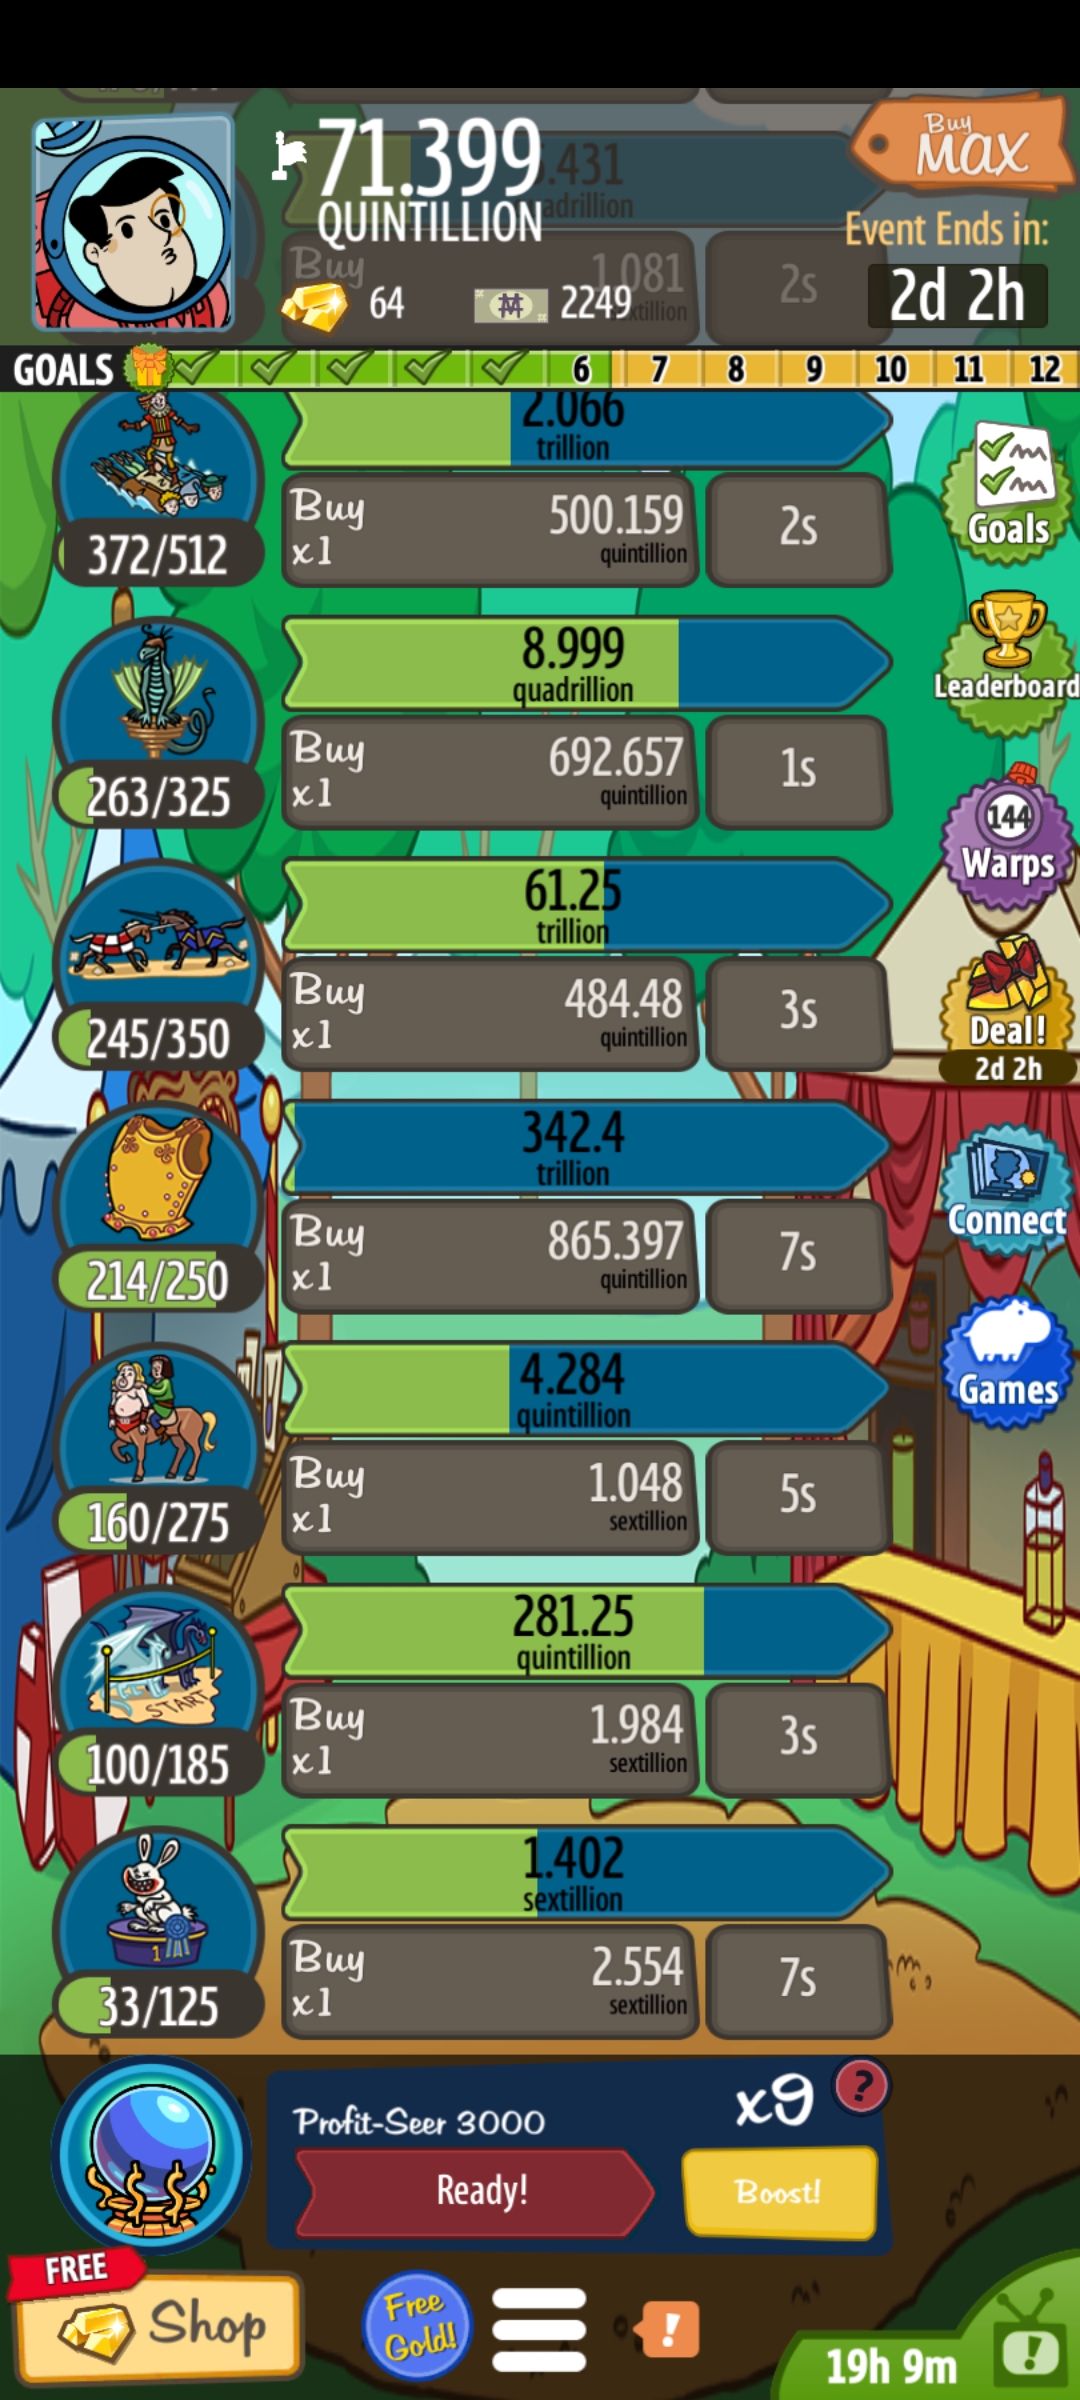 71.399
QUINTILLION
64
2249
Buy
MAX
Event Ends in:
2d 2h
.431
Buy
1.081
2s
GOALS 6 7 8 9 10 11 12
2.066
trillion
372/512
Buy
x1
500.159
quintillion
2s
8.999
quadrillion
263/325
Buy
x1
692.657
quintillion
1s
61.25
trillion
245/350
Buy
x1
484.48
quintillion
3s
342.4
trillion
214/250
Buy
x1
865.397
quintillion
7s
4.284
quintillion
160/275
Buy
x1
1.048
sextillion
5s
START
281.25
quintillion
100/185
Buy
x1
1.984
sextillion
3s
1
1.402
sextillion
33/125
Buy
x1
2.554
sextillion
7s
Goals
Leaderboard
144
Warps
Deal!
2d 2h
Connect
Games
Profit-Seer 3000
x9
?
Ready!
Boost!
FREE
Shop
Free
Gold!
!
19h 9m
!